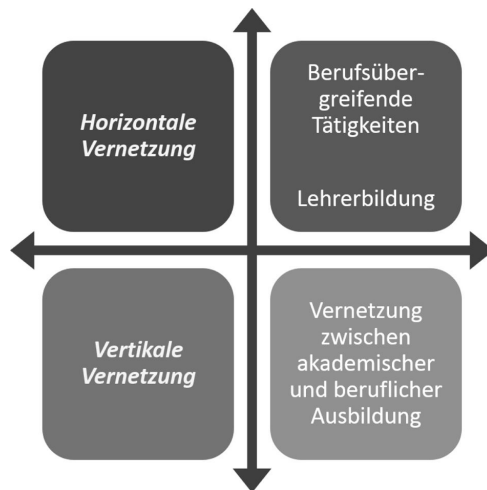 Horizontale
Vernetzung
Berufsüber-
greifende
Tätigkeiten
Lehrerbildung
Vertikale
Vernetzung
Vernetzung
zwischen
akademischer
und beruflicher
Ausbildung